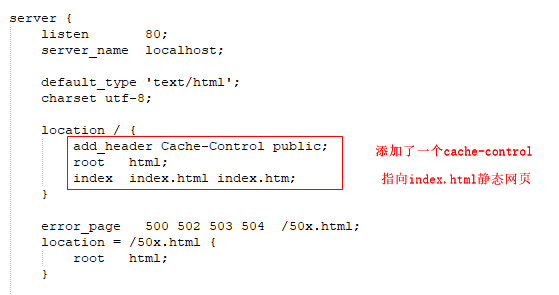 server {
listen 80;
server_name localhost;
default_type 'text/html';
charset utf-8;
location / {
add_header Cache-Control public;
root html;
index index.html index.htm;
}
添加了一个cache-control
指向index.html静态网页
error_page 500 502 503 504 /50x.html;
location = /50x.html {
root html;
}